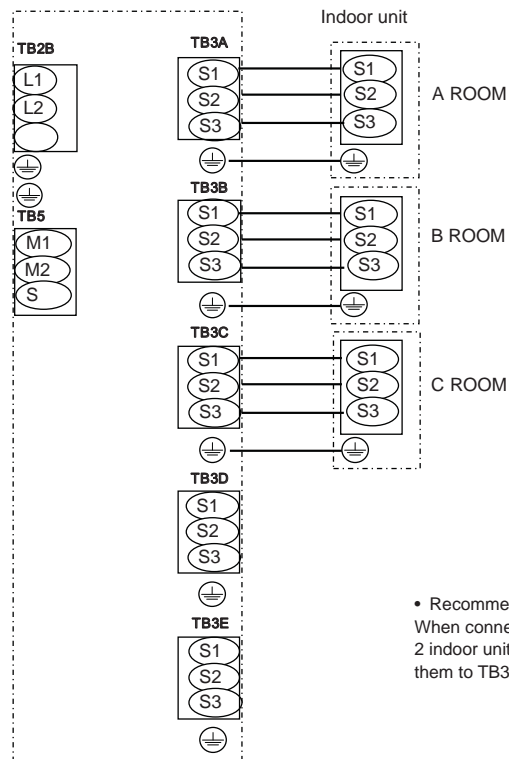 Indoor unit
TB2B
L1
L2
TB5
M1
M2
S
TB3A
S1
S2
S3
S1
S2
S3
A ROOM
TB3B
S1
S2
S3
S1
S2
S3
B ROOM
TB3C
S1
S2
S3
S1
S2
S3
C ROOM
TB3D
S1
S2
S3
TB3E
S1
S2
S3
• Recomme
When conne
2 indoor unit
them to TB3